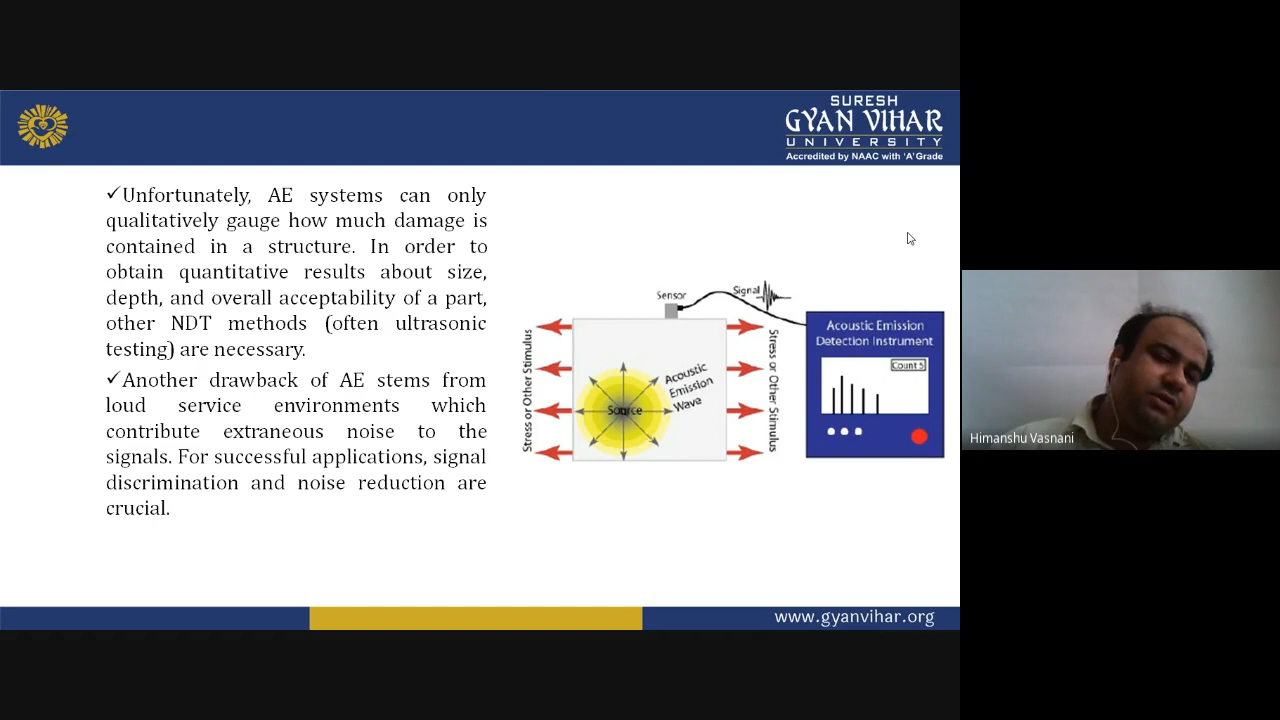 SURESH
GYAN VIHAR
UNIVERSITY
Accredited by NAAC with 'A' Grade
✓Unfortunately, AE systems can only
qualitatively gauge how much damage is
contained in a structure. In order to
obtain quantitative results about size,
depth, and overall acceptability of a part,
other NDT methods (often ultrasonic
testing) are necessary.
✓Another drawback of AE stems from
loud service environments which
contribute extraneous noise to the
signals. For successful applications, signal
discrimination and noise reduction are
crucial.
Sensor
Signal
Stress or Other Stimulus
Source
Acoustic
Emission
Wave
Stress or Other Stimulus
Acoustic Emission
Detection Instrument
Count 5
Himanshu Vasnani
www.gyanvihar.org